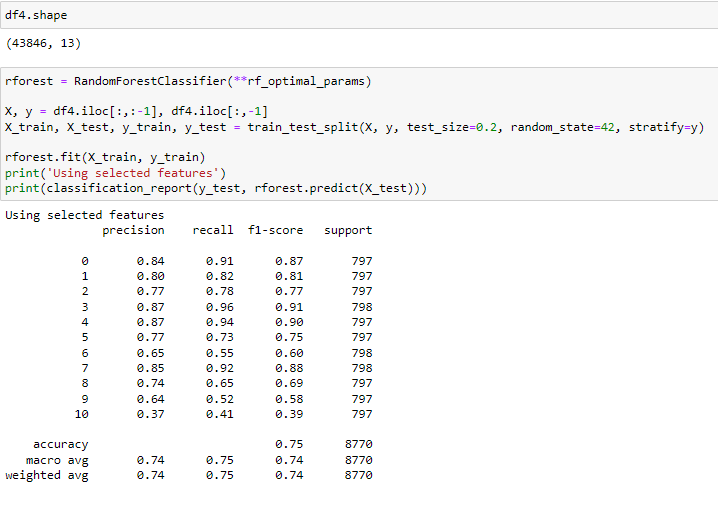 df4.shape
(43846, 13)
rforest = RandomForestClassifier(**rf_optimal_params)
X, y = df4.iloc[:,:-1], df4.iloc[:,-1]
X_train, X_test, y_train, y_test = train_test_split(X, y, test_size=0.2, random_state=42, stratify=y)
rforest.fit(X_train, y_train)
print('Using selected features')
print(classification_report(y_test, rforest.predict(X_test)))
Using selected features
precision recall f1-score support
0 0.84 0.91 0.87 797
1 0.80 0.82 0.81 797
2 0.77 0.78 0.77 797
3 0.87 0.96 0.91 798
4 0.87 0.94 0.90 797
5 0.77 0.73 0.75 797
6 0.65 0.55 0.60 798
7 0.85 0.92 0.88 798
8 0.74 0.65 0.69 797
9 0.64 0.52 0.58 797
10 0.37 0.41 0.39 797
accuracy 0.75 8770
macro avg 0.74 0.75 0.74 8770
weighted avg 0.74 0.75 0.74 8770